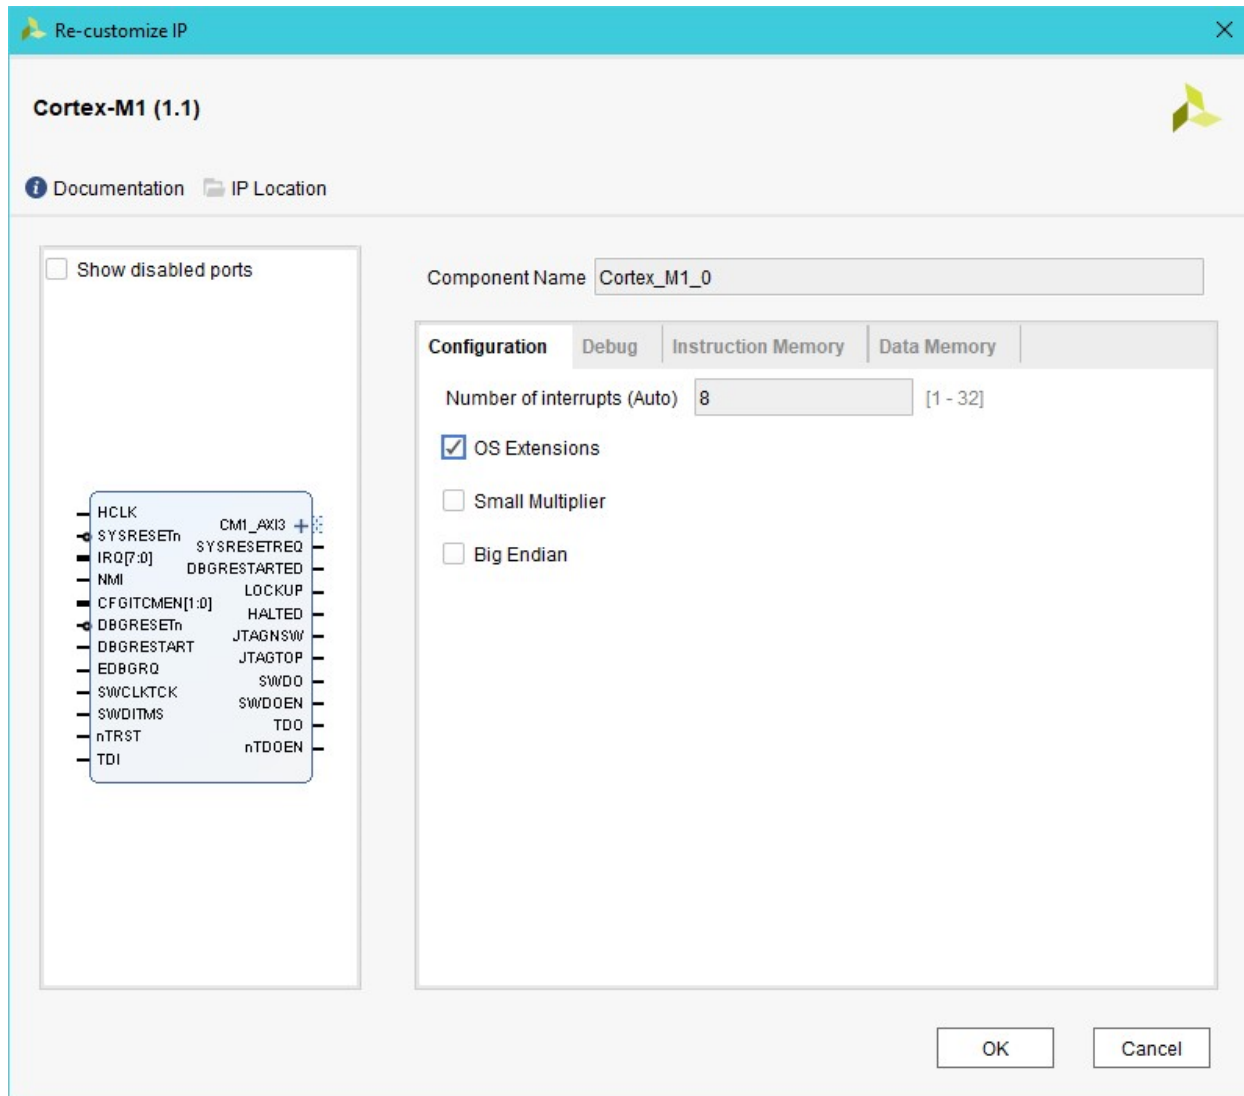 Re-customize IP
Cortex-M1 (1.1)
Documentation IP Location
Show disabled ports
HCLK
SYSRESETn
IRQ[7:0]
NMI
CFGITCMEN[1:0]
DBGRESETn
DBGRESTART
EDBGRQ
SWCLKTCK
SWDITMS
nTRST
TDI
CM1_AXI3
SYSRESETREQ
DBGRESTARTED
LOCKUP
HALTED
JTAGNSW
JTAGTOP
SWDO
SWDOEN
TDO
nTDOEN
Component Name Cortex_M1_0
Configuration Debug Instruction Memory Data Memory
Number of interrupts (Auto) 8 [1 - 32]
OS Extensions
Small Multiplier
Big Endian
OK Cancel